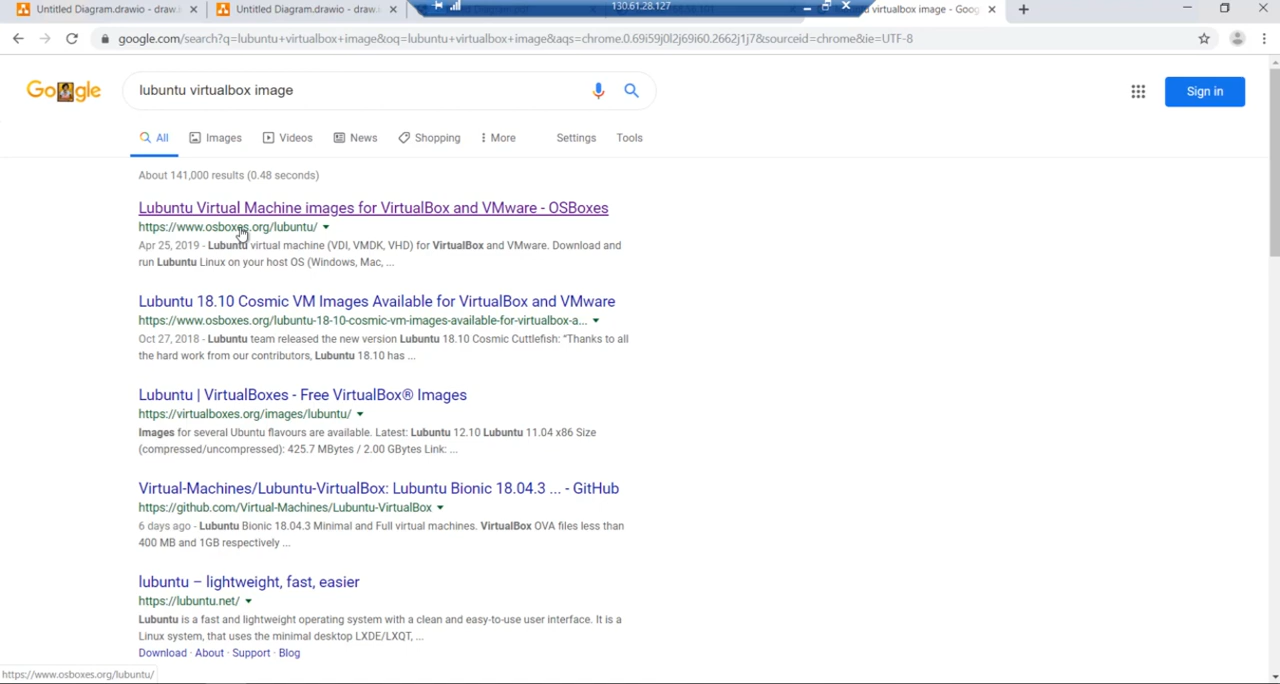 Untitled Diagram.drawio - draw.i
Untitled Diagram.drawio - draw.
130.61.28.127
lubuntu virtualbox image - Goog
google.com/search?q=lubuntu+virtualbox+image&oq=lubuntu+virtualbox+image&aqs=chrome.0.69i59j0l2j69i60.2662j1j7&sourceid=chrome&ie=UTF-8
Google
lubuntu virtualbox image
Sign in
All Images Videos News Shopping More Settings Tools
About 141,000 results (0.48 seconds)
Lubuntu Virtual Machine images for VirtualBox and VMware - OSBoxes
https://www.osboxes.org/lubuntu/
Apr 25, 2019 - Lubuntu virtual machine (VDI, VMDK, VHD) for VirtualBox and VMware. Download and
run Lubuntu Linux on your host OS (Windows, Mac, ...
Lubuntu 18.10 Cosmic VM Images Available for VirtualBox and VMware
https://www.osboxes.org/lubuntu-18-10-cosmic-vm-images-available-for-virtualbox-a...
Oct 27, 2018 - Lubuntu team released the new version Lubuntu 18.10 Cosmic Cuttlefish: “Thanks to all
the hard work from our contributors, Lubuntu 18.10 has ...
Lubuntu | VirtualBoxes - Free VirtualBox® Images
https://virtualboxes.org/images/lubuntu/
Images for several Ubuntu flavours are available. Latest: Lubuntu 12.10 Lubuntu 11.04 x86 Size
(compressed/uncompressed): 425.7 MBytes / 2.00 GBytes Link: ...
Virtual-Machines/Lubuntu-VirtualBox: Lubuntu Bionic 18.04.3 ... - GitHub
https://github.com/Virtual-Machines/Lubuntu-VirtualBox
6 days ago - Lubuntu Bionic 18.04.3 Minimal and Full virtual machines. VirtualBox OVA files less than
400 MB and 1GB respectively ...
lubuntu – lightweight, fast, easier
https://lubuntu.net/
Lubuntu is a fast and lightweight operating system with a clean and easy-to-use user interface. It is a
Linux system, that uses the minimal desktop LXDE/LXQT, ...
Download · About · Support · Blog
https://www.osboxes.org/lubuntu/